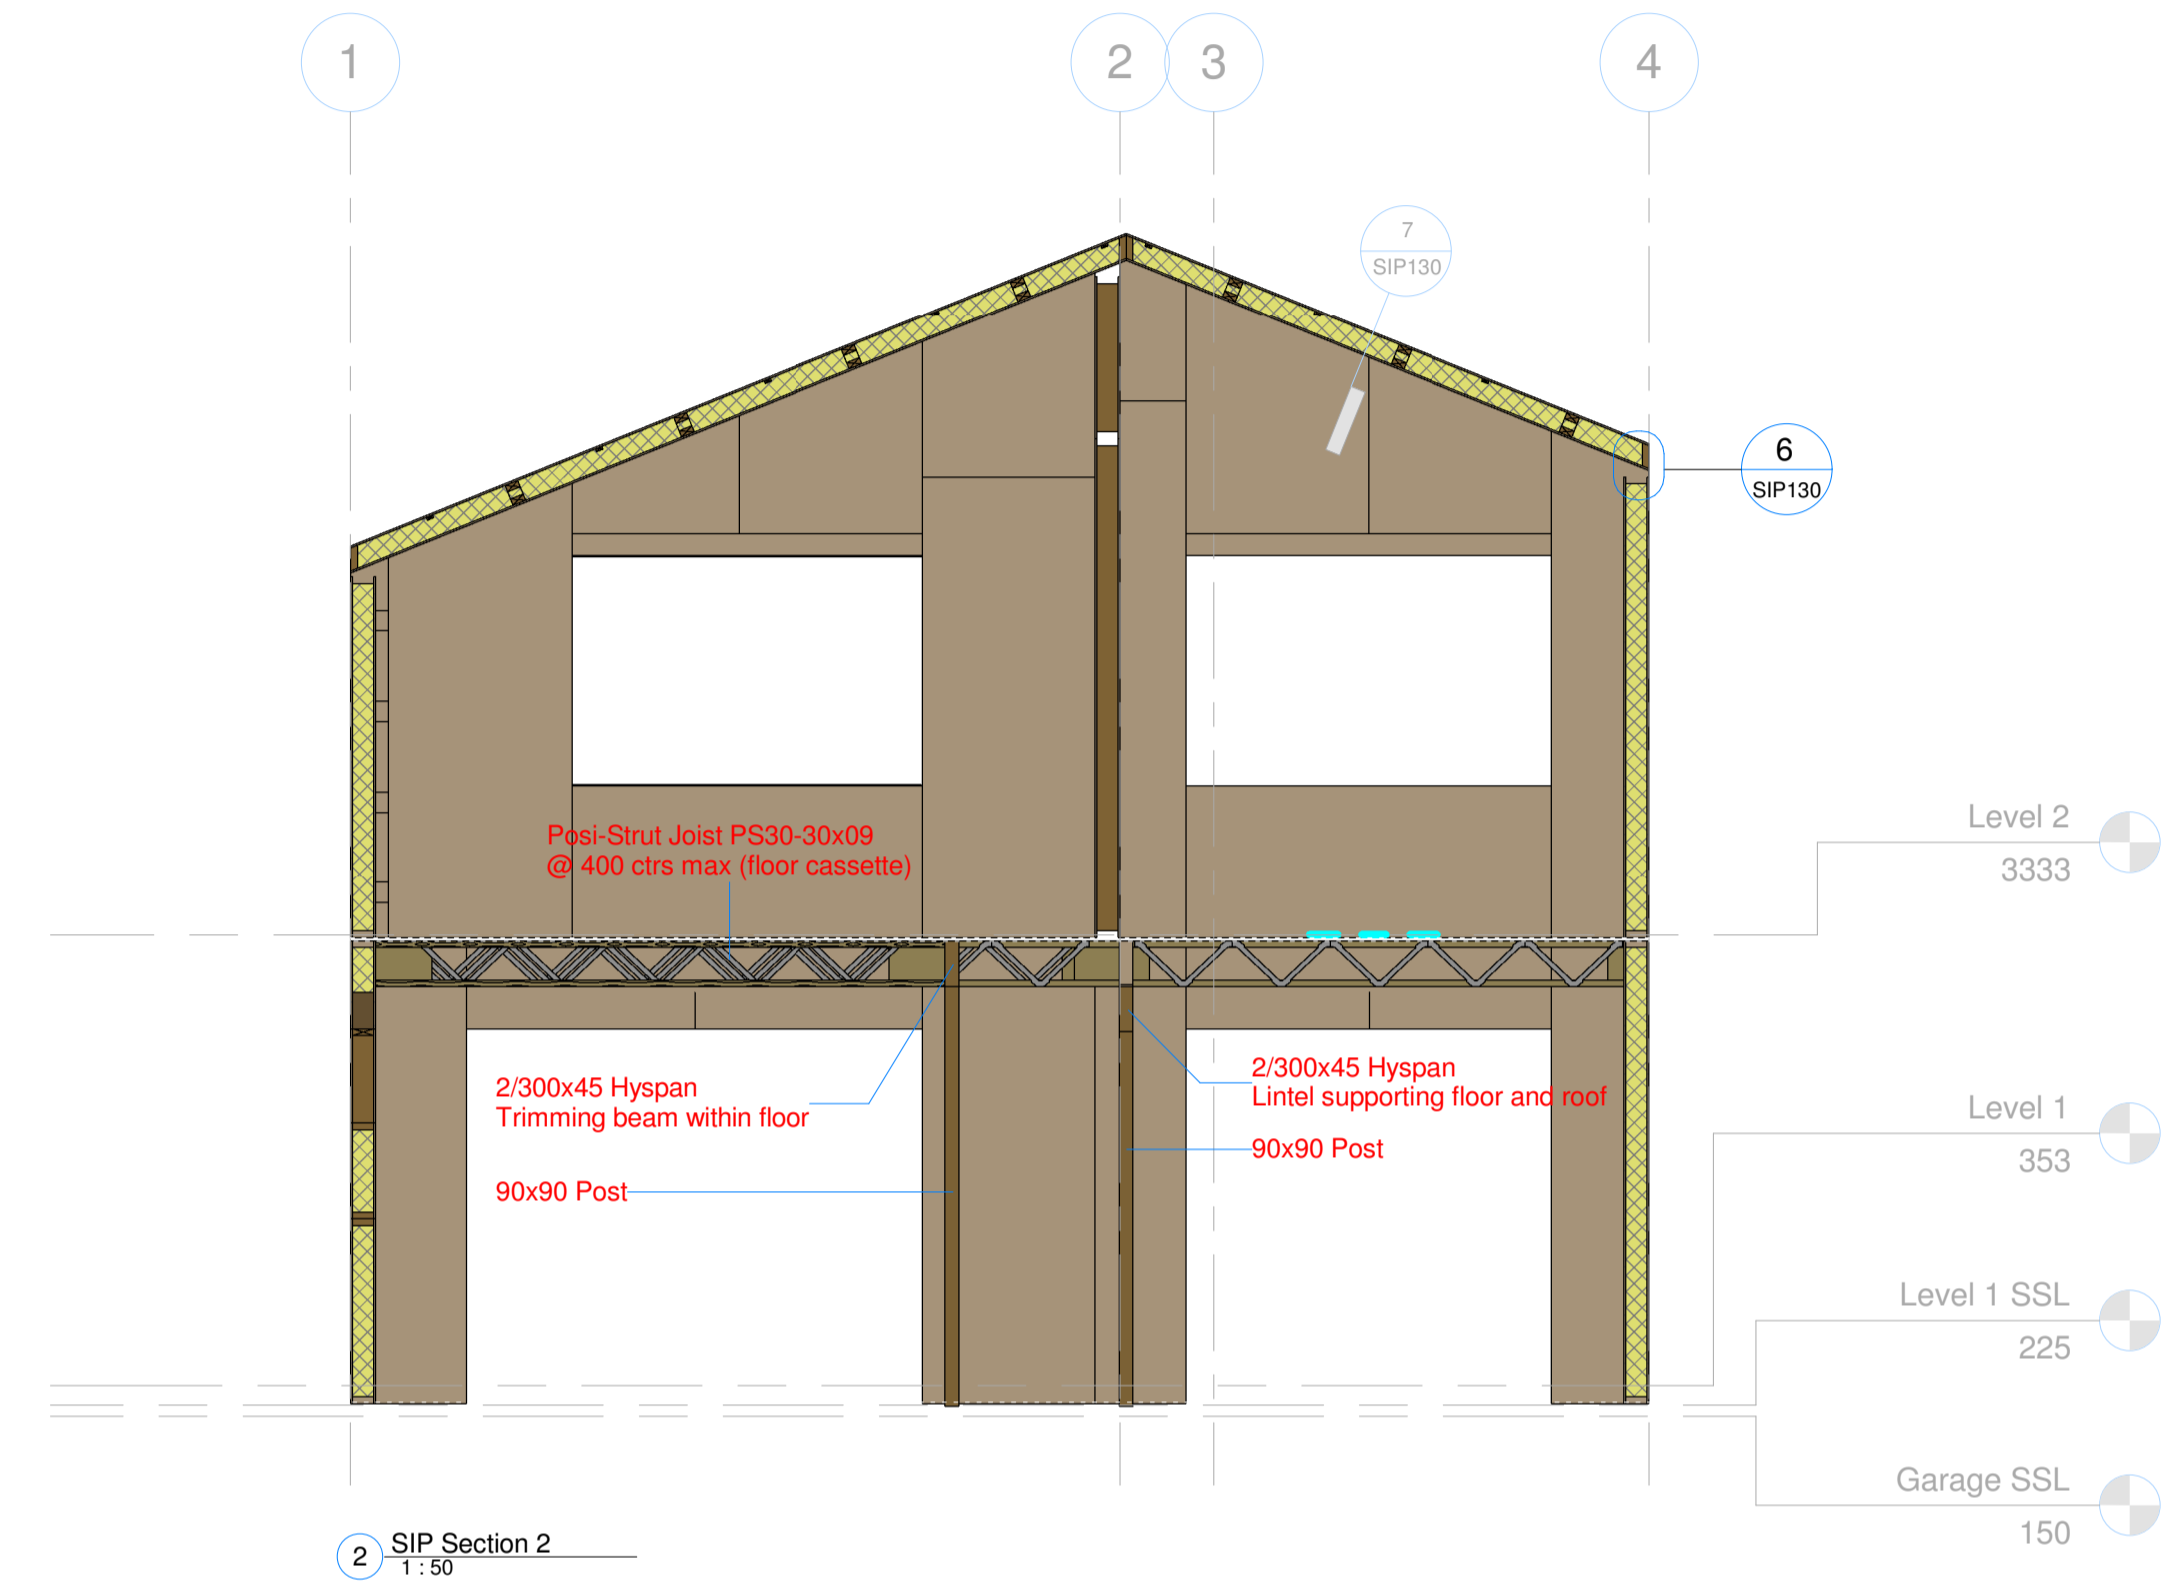 1
2
3
4
7
SIP130
6
SIP130
Level 2
3333
Posi-Strut Joist PS30-30x09
@ 400 ctrs max (floor cassette)
2/300x45 Hyspan
Trimming beam within floor
90x90 Post
2/300x45 Hyspan
Lintel supporting floor and roof
90x90 Post
Level 1
353
Level 1 SSL
225
Garage SSL
150
2
SIP Section 2
1 : 50